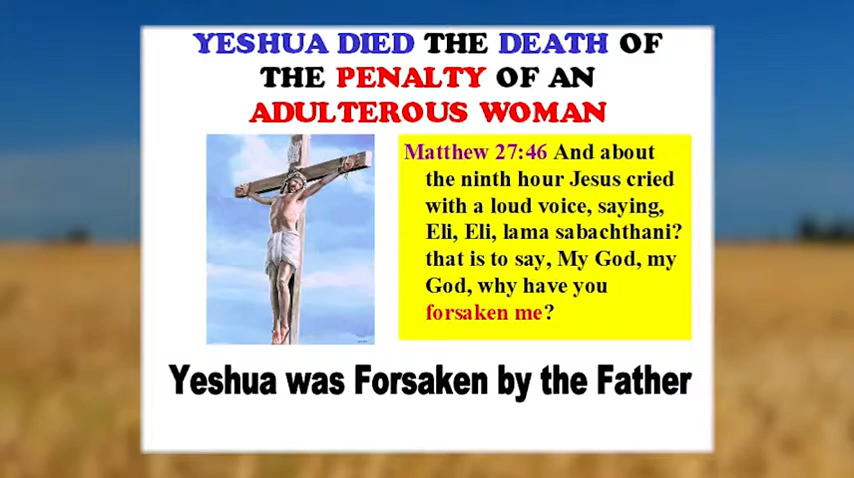 YESHUA DIED THE DEATH OF
THE PENALTY OF AN
ADULTEROUS WOMAN
Matthew 27:46 And about
the ninth hour Jesus cried
with a loud voice, saying,
Eli, Eli, lama sabachthani?
that is to say, My God, my
God, why have you
forsaken me?
Yeshua was Forsaken by the Father